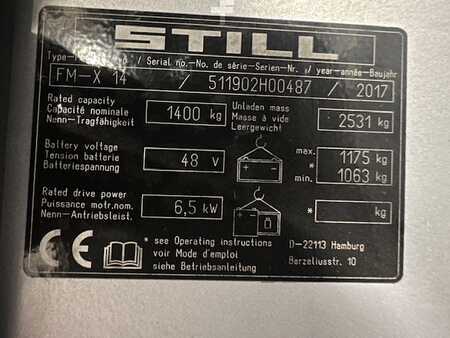 STILL
Type-
/ Serial no.-No. de série-Serien-Nr. / year-année-Baujahr
FM-X 14 / 511902H00487 / 2017
Rated capacity
Capacité nominale
Nenn-Tragfähigkeit
1400 kg
Unladen mass
Masse à vide
Leergewicht
2531 kg
Battery voltage
Tension batterie
Batteriespannung
48 v
max.
*
min.
1175 kg
1063 kg
Rated drive power
Puissance motr.nom.
Nenn-Antriebsleist.
6,5 kW
*
kg
* see Operating instructions
voir Mode d'emploi
siehe Betriebsanleitung
D-22113 Hamburg
Berzeliusstr. 10
CE